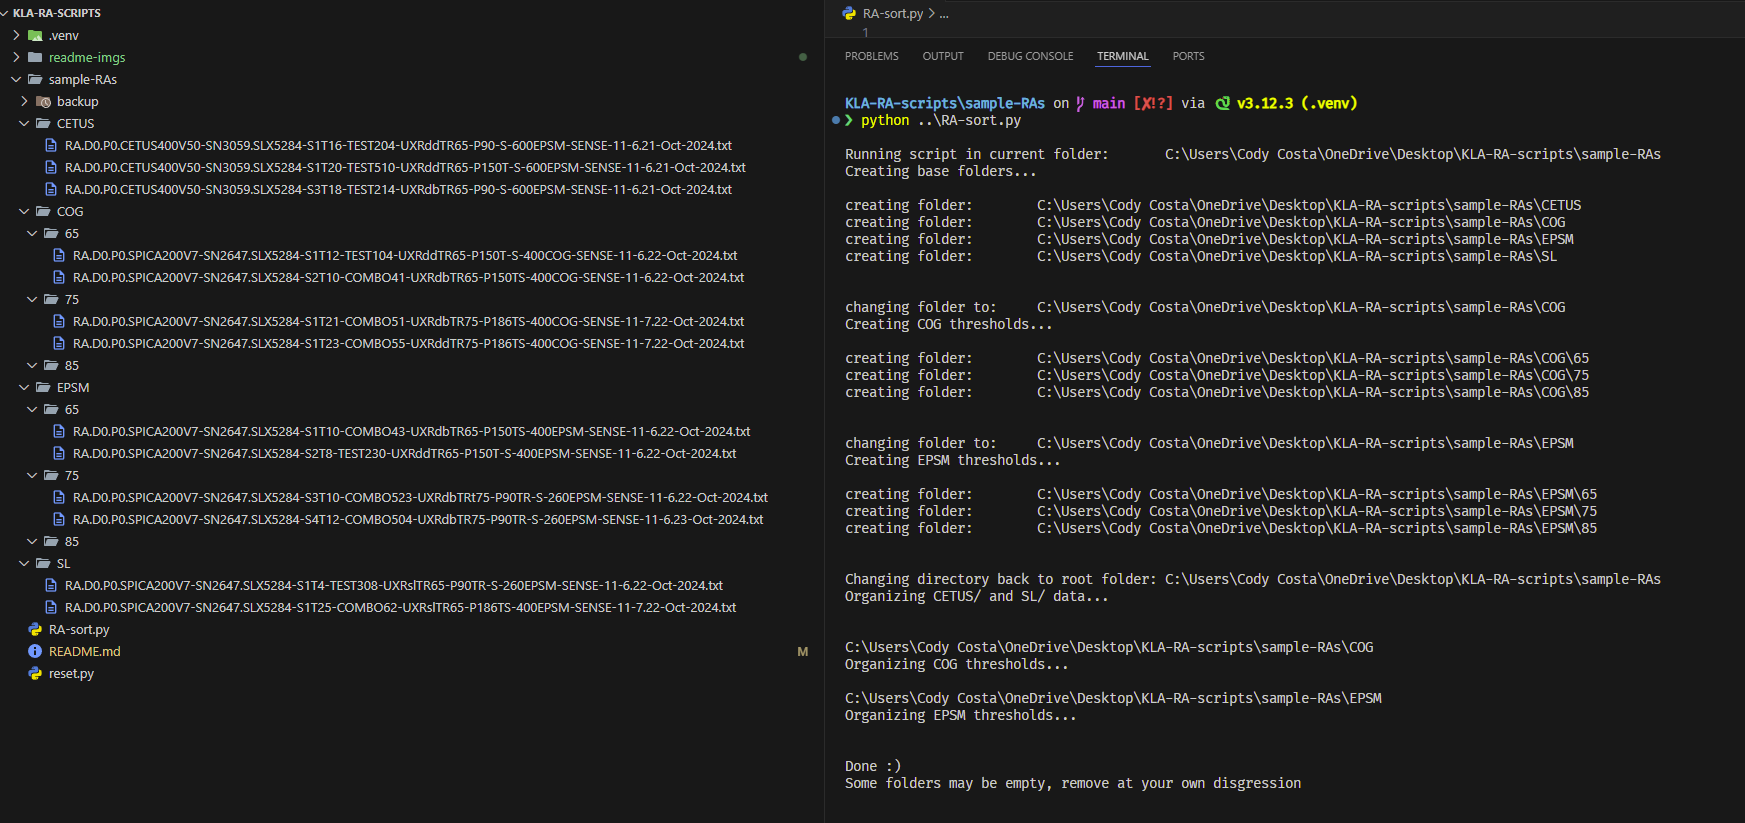 KLA-RA-SCRIPTS
.venv
readme-imgs
sample-RAs
backup
CETUS
RA.D0.P0.CETUS400V50-SN3059.SLX5284-S1T16-TEST204-UXRddTR65-P90-S-600EPSM-SENSE-11-6.21-Oct-2024.txt
RA.D0.P0.CETUS400V50-SN3059.SLX5284-S1T20-TEST510-UXRddTR65-P150T-S-600EPSM-SENSE-11-6.21-Oct-2024.txt
RA.D0.P0.CETUS400V50-SN3059.SLX5284-S3T18-TEST214-UXRdbTR65-P90-S-600EPSM-SENSE-11-6.21-Oct-2024.txt
COG
65
RA.D0.P0.SPICA200V7-SN2647.SLX5284-S1T12-TEST104-UXRddTR65-P150T-S-400COG-SENSE-11-6.22-Oct-2024.txt
RA.D0.P0.SPICA200V7-SN2647.SLX5284-S2T10-COMBO41-UXRdbTR65-P150TS-400COG-SENSE-11-6.22-Oct-2024.txt
75
RA.D0.P0.SPICA200V7-SN2647.SLX5284-S1T21-COMBO51-UXRdbTR75-P186TS-400COG-SENSE-11-7.22-Oct-2024.txt
RA.D0.P0.SPICA200V7-SN2647.SLX5284-S1T23-COMBO55-UXRddTR75-P186TS-400COG-SENSE-11-7.22-Oct-2024.txt
85
EPSM
65
RA.D0.P0.SPICA200V7-SN2647.SLX5284-S1T10-COMBO43-UXRdbTR65-P150TS-400EPSM-SENSE-11-6.22-Oct-2024.txt
RA.D0.P0.SPICA200V7-SN2647.SLX5284-S2T8-TEST230-UXRddTR65-P150T-S-400EPSM-SENSE-11-6.22-Oct-2024.txt
75
RA.D0.P0.SPICA200V7-SN2647.SLX5284-S3T10-COMBO523-UXRdbTRt75-P90TR-S-260EPSM-SENSE-11-6.22-Oct-2024.txt
RA.D0.P0.SPICA200V7-SN2647.SLX5284-S4T12-COMBO504-UXRdbTR75-P90TR-S-260EPSM-SENSE-11-6.23-Oct-2024.txt
85
SL
RA.D0.P0.SPICA200V7-SN2647.SLX5284-S1T4-TEST308-UXRslTR65-P90TR-S-260EPSM-SENSE-11-6.22-Oct-2024.txt
RA.D0.P0.SPICA200V7-SN2647.SLX5284-S1T25-COMBO62-UXRslTR65-P186TS-400EPSM-SENSE-11-7.22-Oct-2024.txt
RA-sort.py
README.md M
reset.py
RA-sort.py > ...
1
PROBLEMS OUTPUT DEBUG CONSOLE TERMINAL PORTS
KLA-RA-scripts\sample-RAs on main [✘!?] via v3.12.3 (.venv)
❯ python ..\RA-sort.py
Running script in current folder: C:\Users\Cody Costa\OneDrive\Desktop\KLA-RA-scripts\sample-RAs
Creating base folders...
creating folder: C:\Users\Cody Costa\OneDrive\Desktop\KLA-RA-scripts\sample-RAs\CETUS
creating folder: C:\Users\Cody Costa\OneDrive\Desktop\KLA-RA-scripts\sample-RAs\COG
creating folder: C:\Users\Cody Costa\OneDrive\Desktop\KLA-RA-scripts\sample-RAs\EPSM
creating folder: C:\Users\Cody Costa\OneDrive\Desktop\KLA-RA-scripts\sample-RAs\SL
changing folder to: C:\Users\Cody Costa\OneDrive\Desktop\KLA-RA-scripts\sample-RAs\COG
Creating COG thresholds...
creating folder: C:\Users\Cody Costa\OneDrive\Desktop\KLA-RA-scripts\sample-RAs\COG\65
creating folder: C:\Users\Cody Costa\OneDrive\Desktop\KLA-RA-scripts\sample-RAs\COG\75
creating folder: C:\Users\Cody Costa\OneDrive\Desktop\KLA-RA-scripts\sample-RAs\COG\85
changing folder to: C:\Users\Cody Costa\OneDrive\Desktop\KLA-RA-scripts\sample-RAs\EPSM
Creating EPSM thresholds...
creating folder: C:\Users\Cody Costa\OneDrive\Desktop\KLA-RA-scripts\sample-RAs\EPSM\65
creating folder: C:\Users\Cody Costa\OneDrive\Desktop\KLA-RA-scripts\sample-RAs\EPSM\75
creating folder: C:\Users\Cody Costa\OneDrive\Desktop\KLA-RA-scripts\sample-RAs\EPSM\85
Changing directory back to root folder: C:\Users\Cody Costa\OneDrive\Desktop\KLA-RA-scripts\sample-RAs
Organizing CETUS/ and SL/ data...
C:\Users\Cody Costa\OneDrive\Desktop\KLA-RA-scripts\sample-RAs\COG
Organizing COG thresholds...
C:\Users\Cody Costa\OneDrive\Desktop\KLA-RA-scripts\sample-RAs\EPSM
Organizing EPSM thresholds...
Done :)
Some folders may be empty, remove at your own disgression